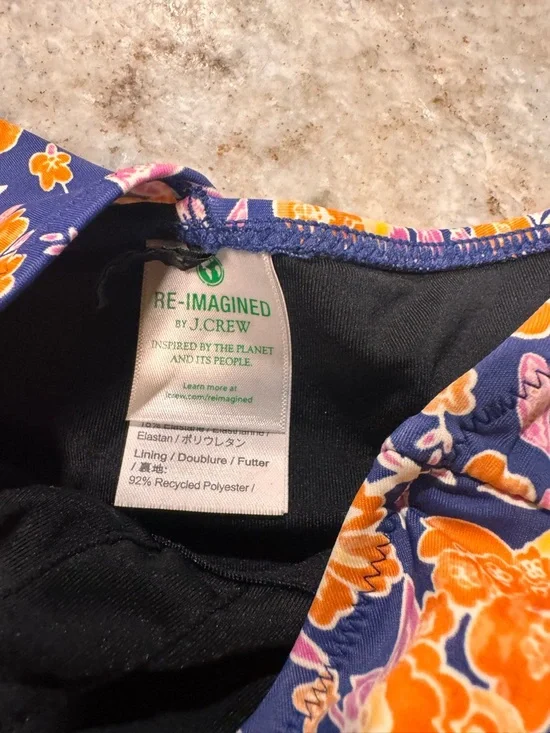 RE-IMAGINED
BY J.CREW
INSPIRED BY THE PLANET
AND ITS PEOPLE.
Learn more at
jcrew.com/reimagined
Elastan / ポリウレタン
Lining / Doublure / Futter
/ 裏地:
92% Recycled Polyester /